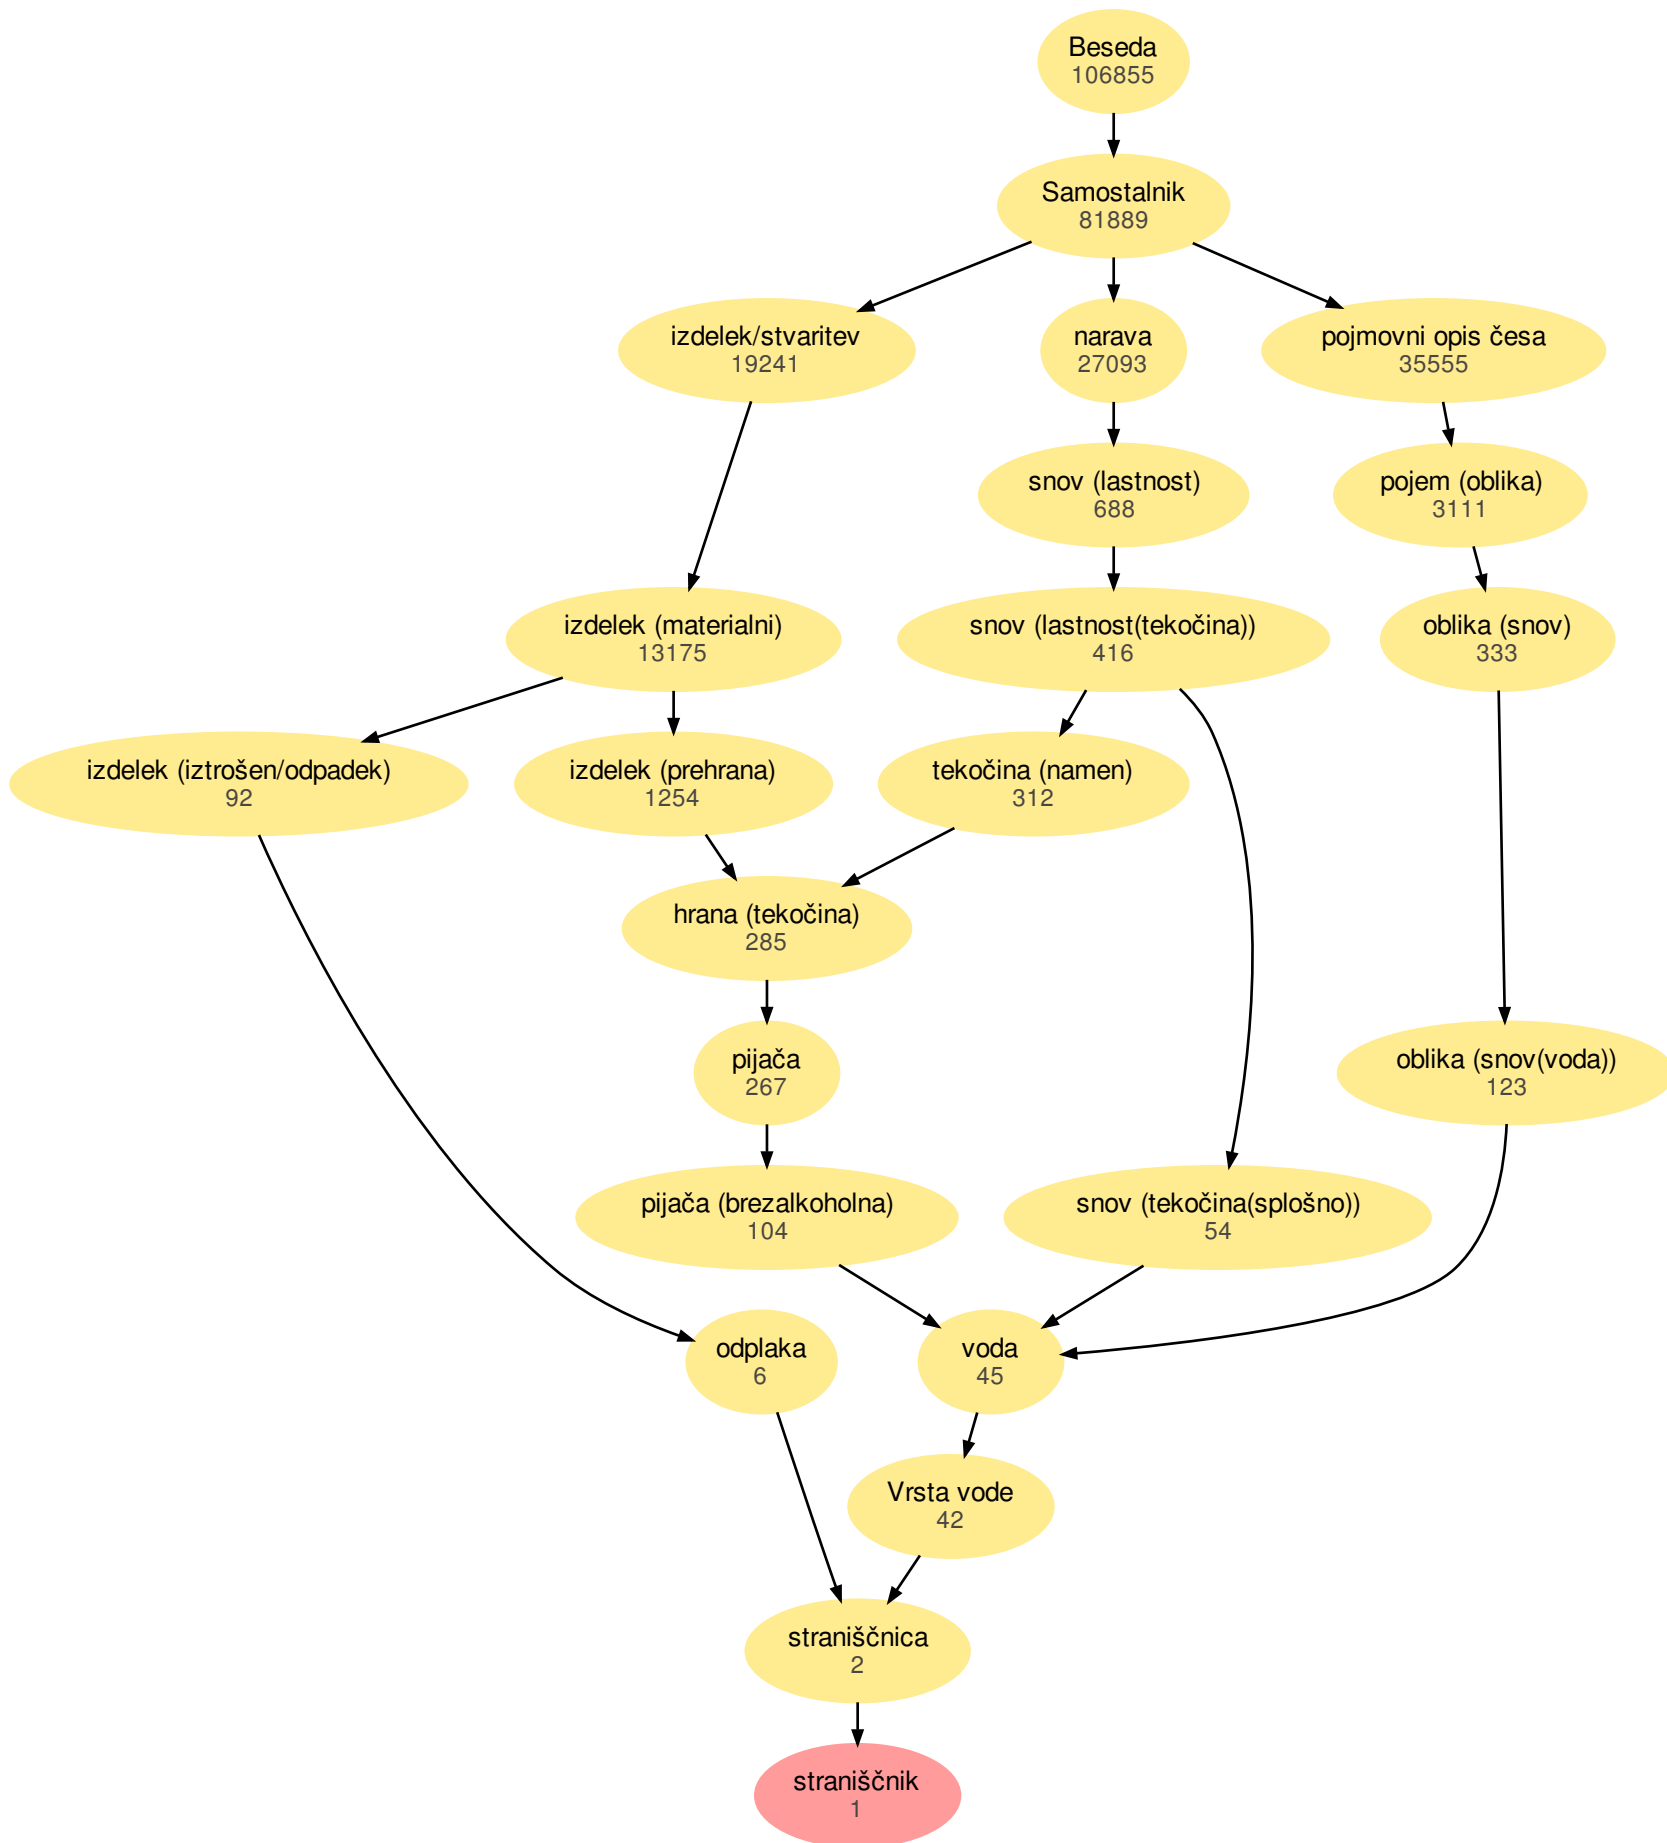 Beseda
106855
Samostalnik
81889
izdelek/stvaritev
19241
narava
27093
pojmovni opis česa
35555
snov (lastnost)
688
pojem (oblika)
3111
izdelek (materialni)
13175
snov (lastnost(tekočina))
416
oblika (snov)
333
izdelek (iztrošen/odpadek)
92
izdelek (prehrana)
1254
tekočina (namen)
312
hrana (tekočina)
285
pijača
267
oblika (snov(voda))
123
pijača (brezalkoholna)
104
snov (tekočina(splošno))
54
odplaka
6
voda
45
Vrsta vode
42
straniščnica
2
straniščnik
1